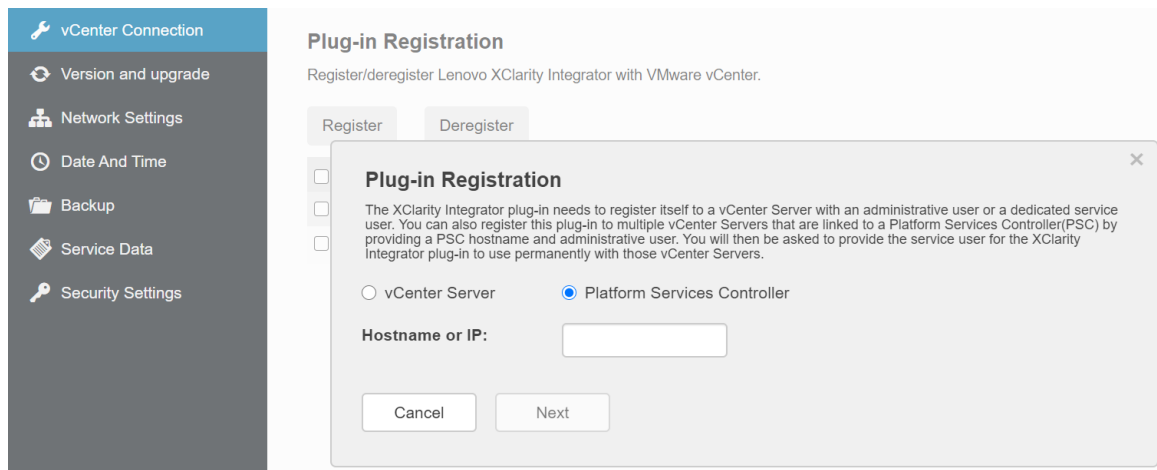 vCenter Connection
Version and upgrade
Network Settings
Date And Time
Backup
Service Data
Security Settings
Plug-in Registration
Register/deregister Lenovo XClarity Integrator with VMware vCenter.
Register
Deregister
Plug-in Registration
The XClarity Integrator plug-in needs to register itself to a vCenter Server with an administrative user or a dedicated service
user. You can also register this plug-in to multiple vCenter Servers that are linked to a Platform Services Controller(PSC) by
providing a PSC hostname and administrative user. You will then be asked to provide the service user for the XClarity
Integrator plug-in to use permanently with those vCenter Servers.
vCenter Server
Platform Services Controller
Hostname or IP:
Cancel
Next